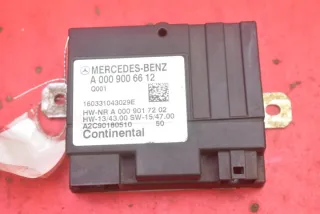 MERCEDES-BENZ
A 000 900 66 12
Q001
160331043029E
HW-NR A 000 901 72 02
HW-13/43.00 SW-15/47.00
A2C90180510 80
Continental